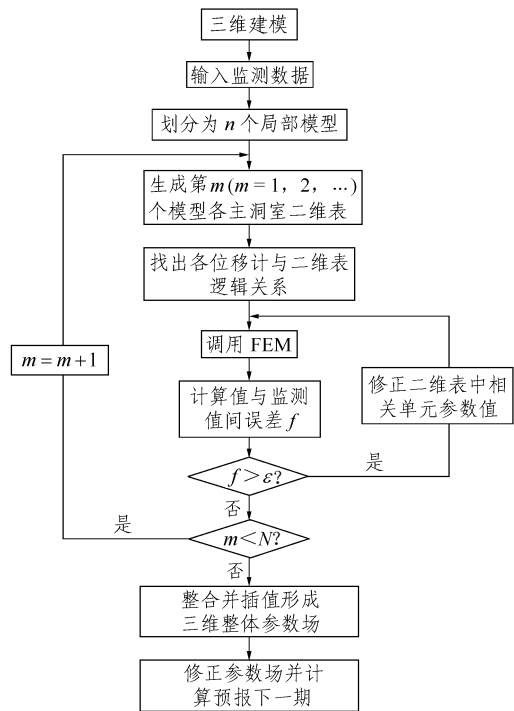 三维建模
输入监测数据
划分为 n 个局部模型
生成第m(m = 1，2，…)
个模型各主洞室二维表
找出各位移计与二维表
逻辑关系
调用 FEM
m = m+1
计算值与监测
值间误差 f
修正二维表中相
关单元参数值
f＞ε?
是
否
m＜N?
是
否
整合并插值形成
三维整体参数场
修正参数场并计
算预报下一期